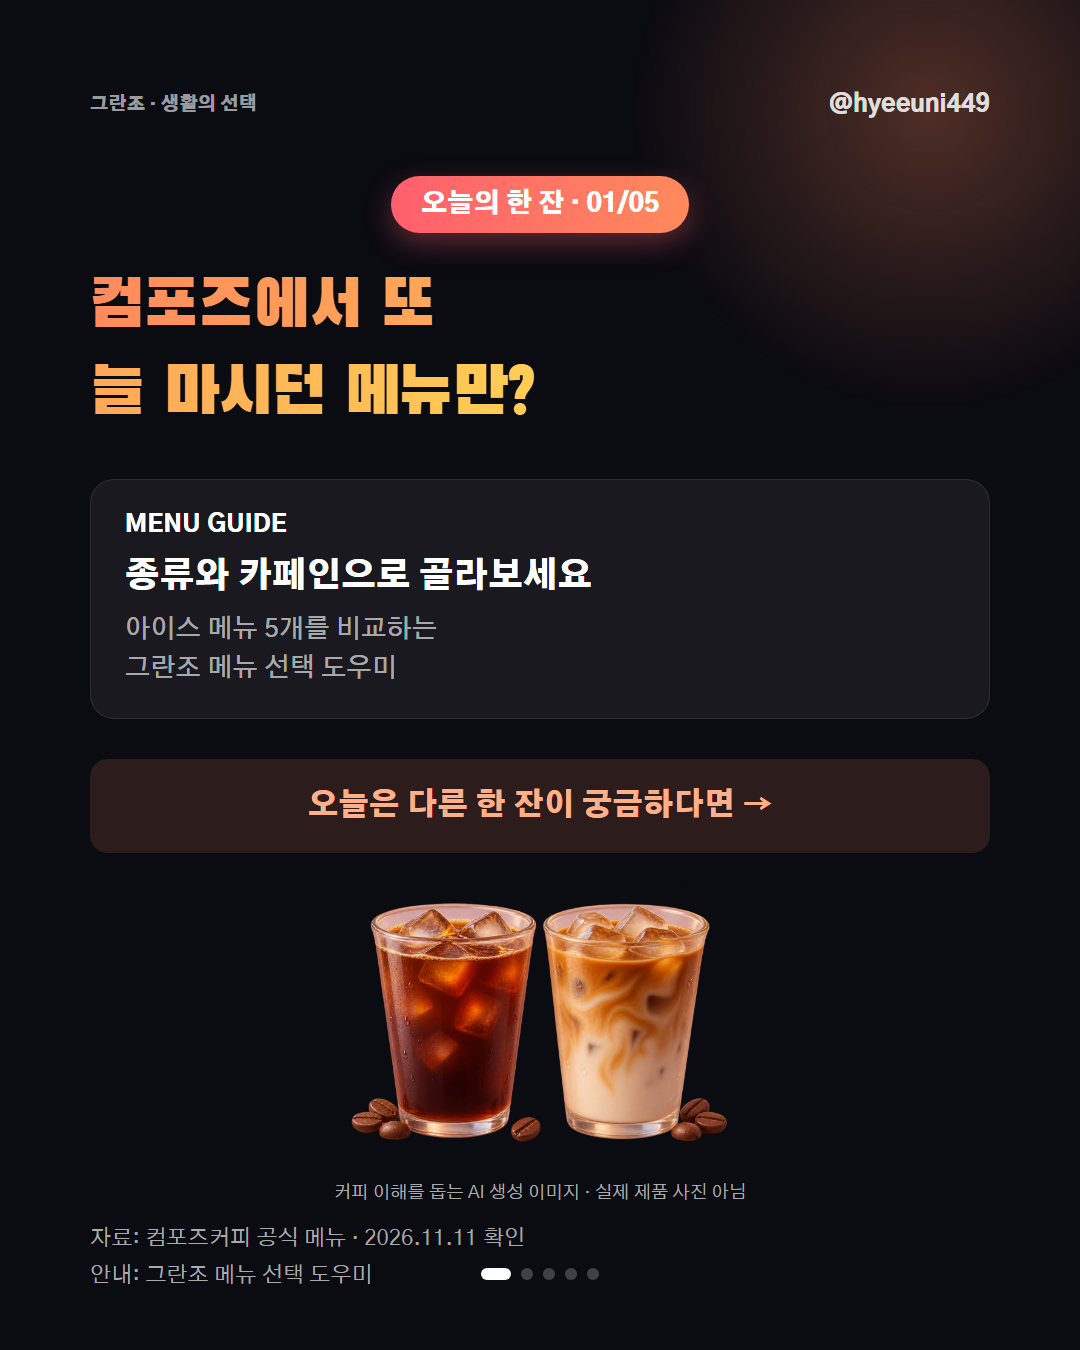 그란조 · 생활의 선택
@hyeeuni449
오늘의 한 잔 · 01/05
컴포즈에서 또
늘 마시던 메뉴만?
MENU GUIDE
종류와 카페인으로 골라보세요
아이스 메뉴 5개를 비교하는
그란조 메뉴 선택 도우미
오늘은 다른 한 잔이 궁금하다면 →
커피 이해를 돕는 AI 생성 이미지 · 실제 제품 사진 아님
자료: 컴포즈커피 공식 메뉴 · 2026.11.11 확인
안내: 그란조 메뉴 선택 도우미